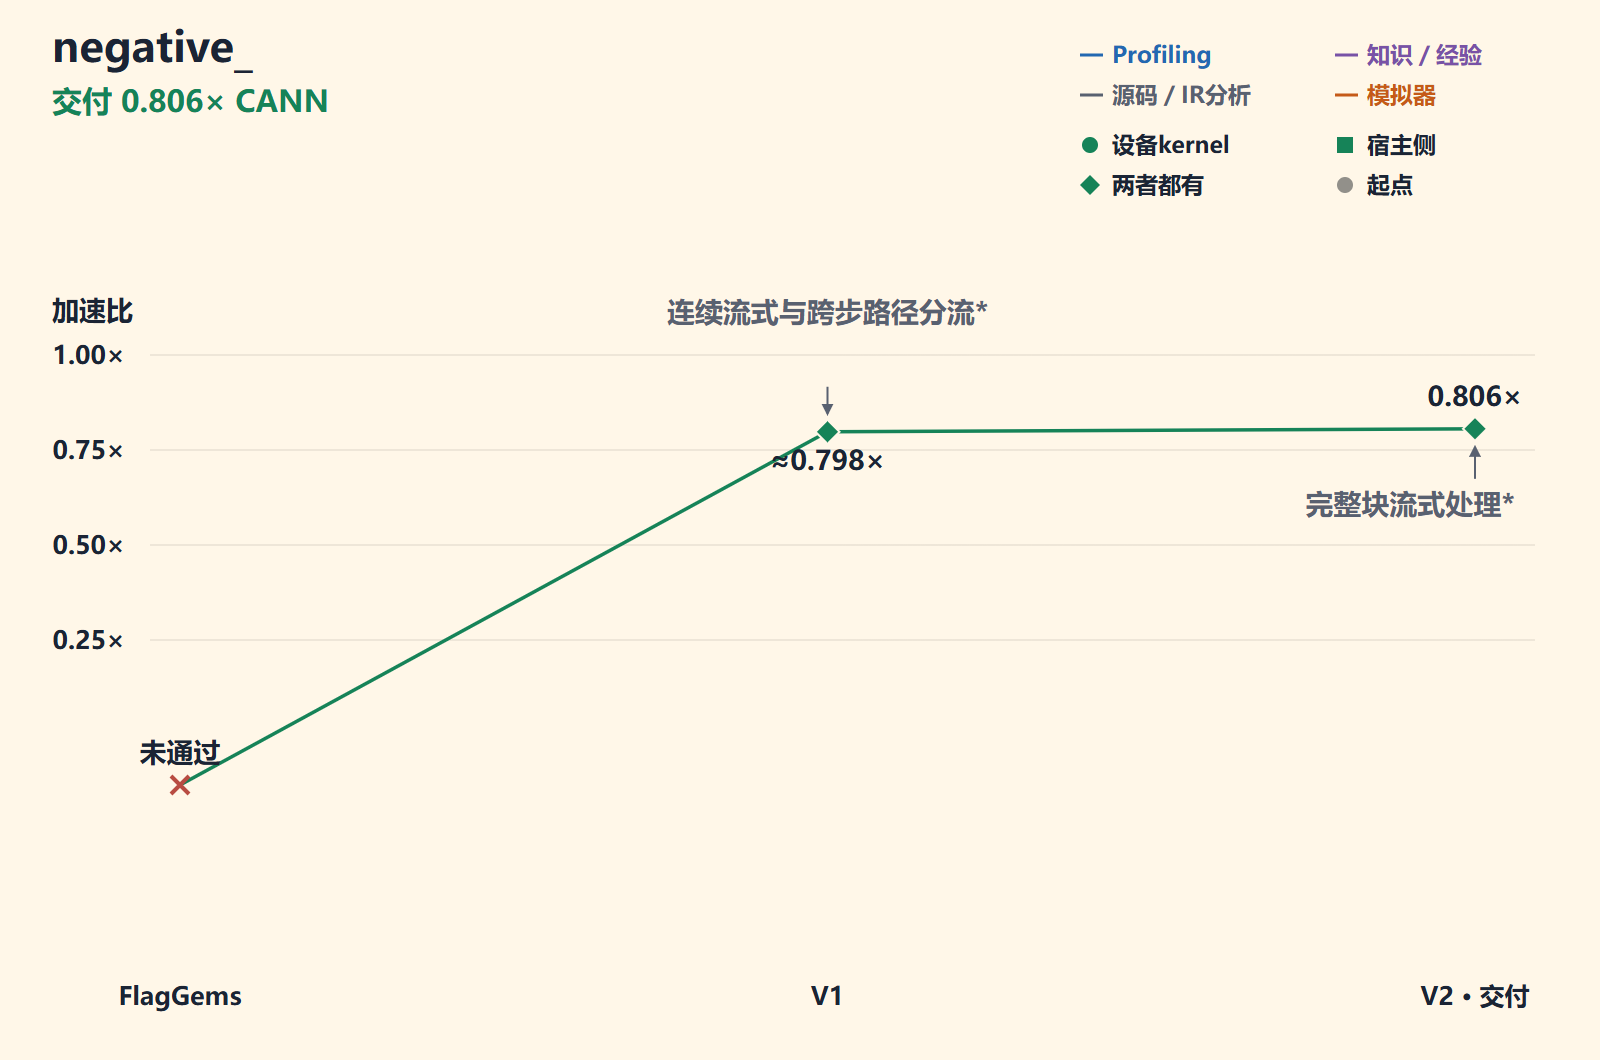 negative_
交付 0.806× CANN
Profiling
知识 / 经验
源码 / IR分析
模拟器
设备kernel
宿主侧
两者都有
起点
加速比
连续流式与跨步路径分流*
1.00×
0.806×
0.75×
≈0.798×
完整块流式处理*
0.50×
0.25×
未通过
FlagGems
V1
V2 • 交付